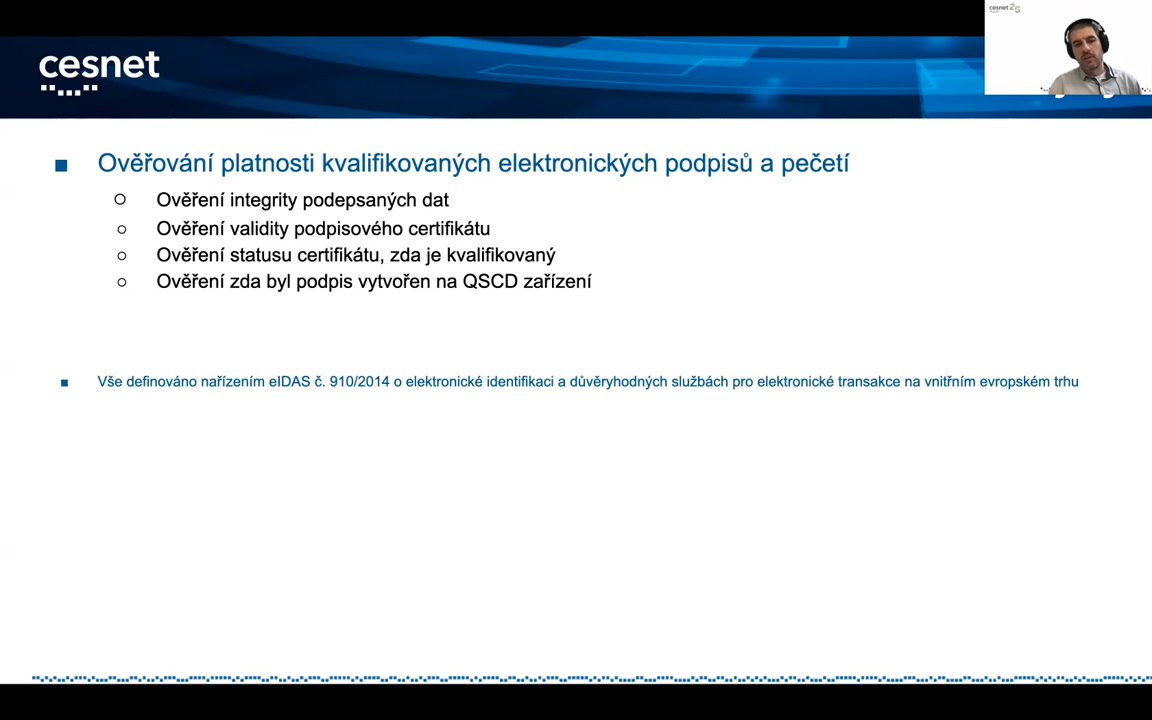 cesnet
cesnet
Ověřování platnosti kvalifikovaných elektronických podpisů a pečetí
Ověření integrity podepsaných dat
Ověření validity podpisového certifikátu
Ověření statusu certifikátu, zda je kvalifikovaný
Ověření zda byl podpis vytvořen na QSCD zařízení
Vše definováno nařízením eIDAS č. 910/2014 o elektronické identifikaci a důvěryhodných službách pro elektronické transakce na vnitřním evropském trhu